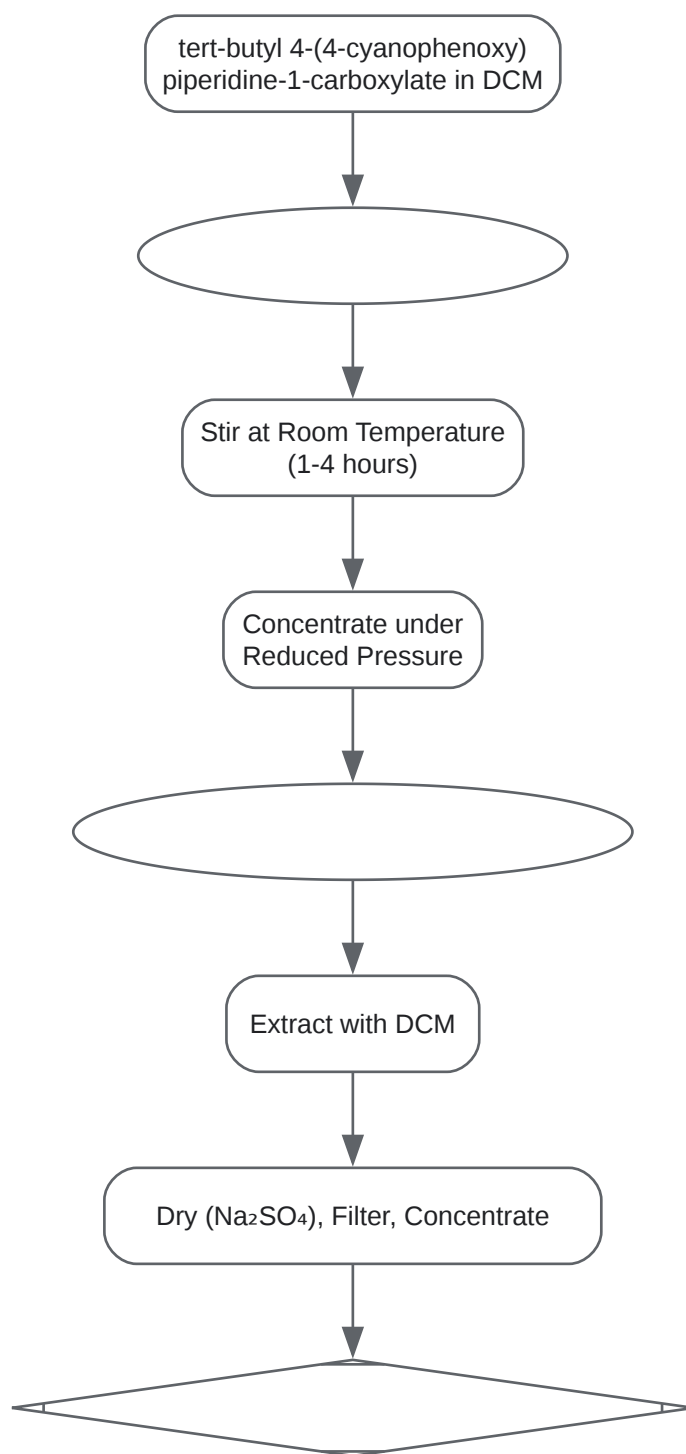 tert-butyl 4-(4-cyanophenoxy)
piperidine-1-carboxylate in DCM
Stir at Room Temperature
(1-4 hours)
Concentrate under
Reduced Pressure
Extract with DCM
Dry (Na₂SO₄), Filter, Concentrate